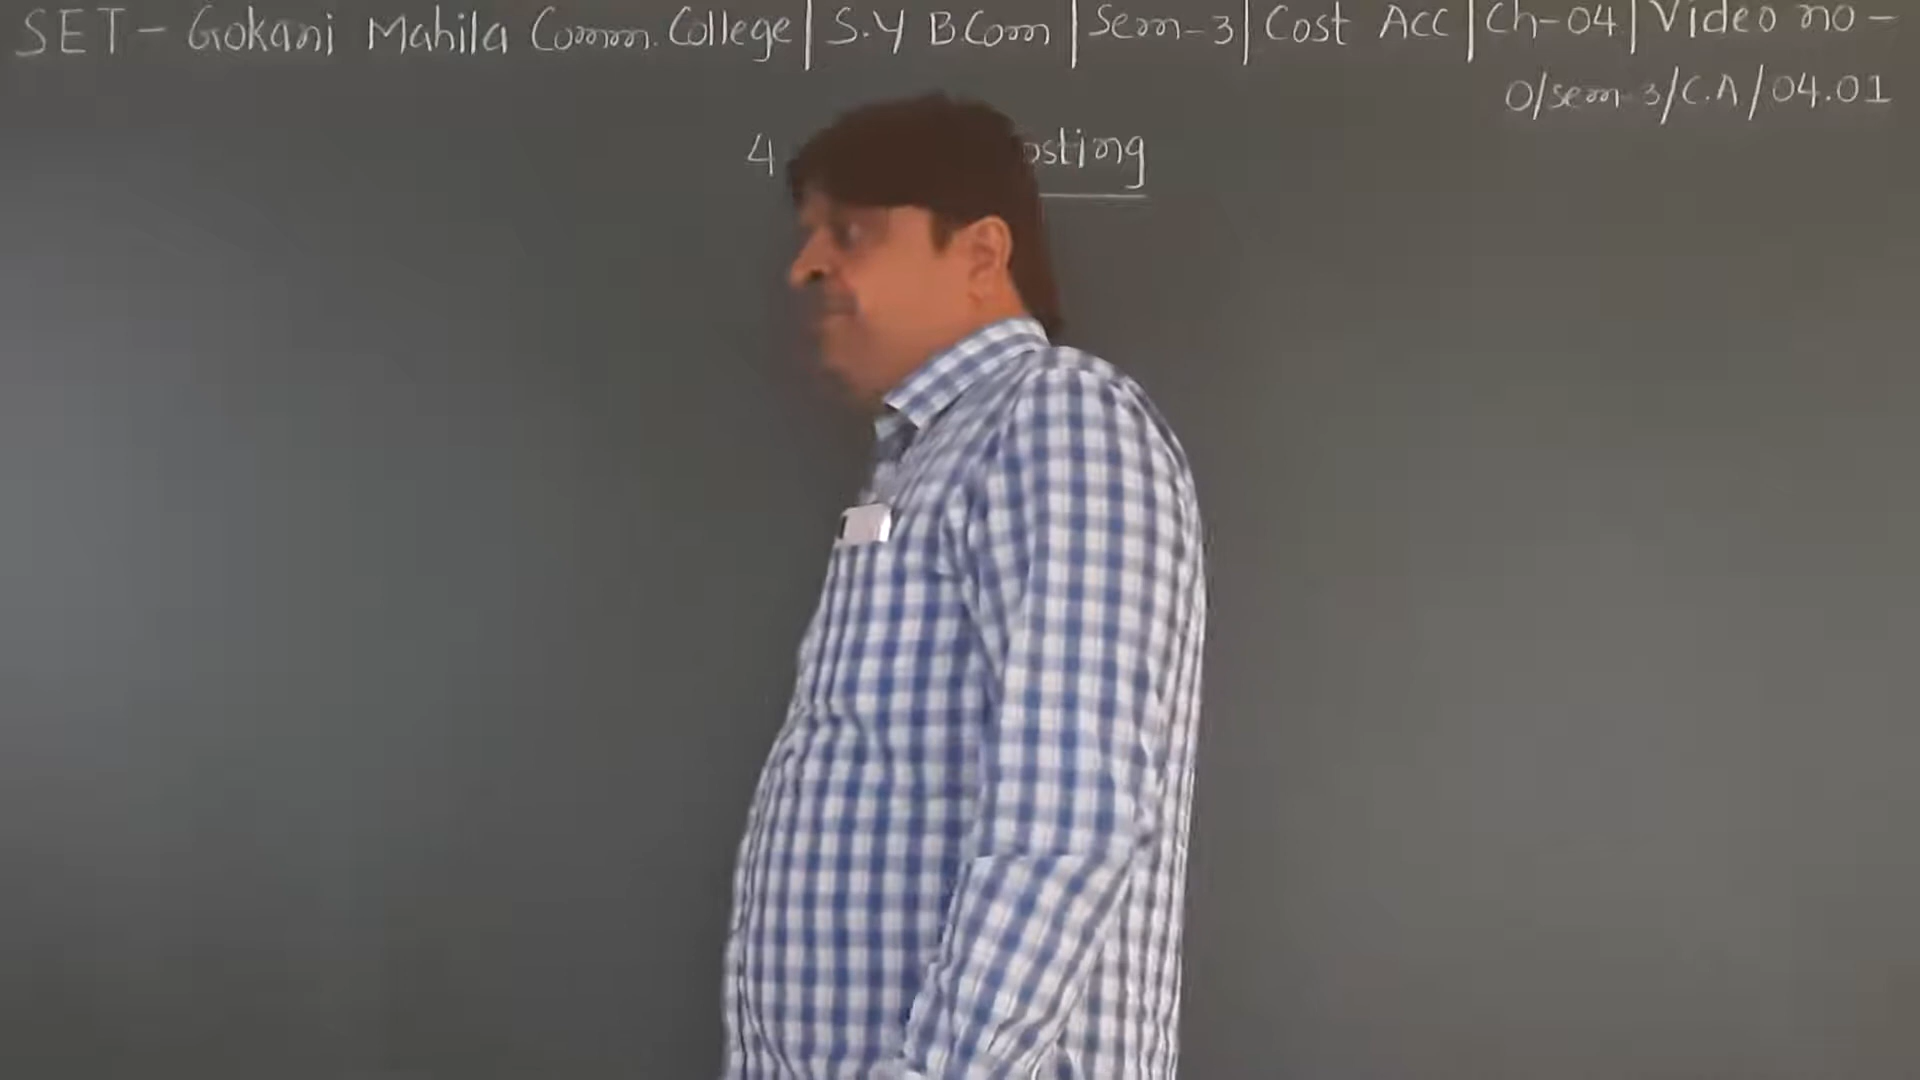 SET - Gokani Mahila Comm. College | S.Y B.Com | Sem-3 | Cost Acc | Ch-04 | Video no -
0/sem-3/C.A/04.01
4 osting